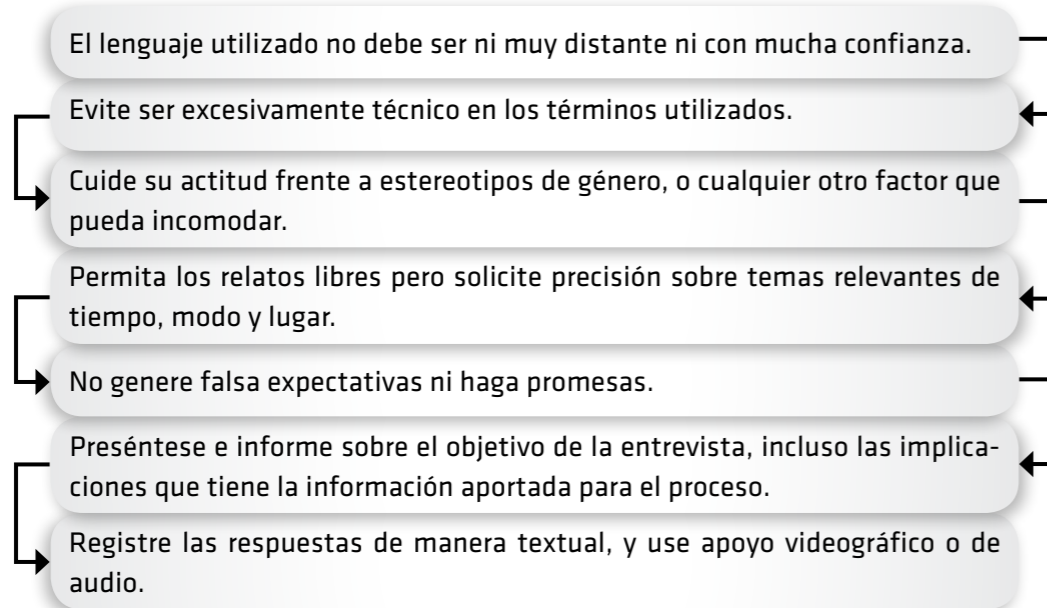 El lenguaje utilizado no debe ser ni muy distante ni con mucha confianza.
Evite ser excesivamente técnico en los términos utilizados.
Cuide su actitud frente a estereotipos de género, o cualquier otro factor que
pueda incomodar.
Permita los relatos libres pero solicite precisión sobre temas relevantes de
tiempo, modo y lugar.
No genere falsa expectativas ni haga promesas.
Preséntese e informe sobre el objetivo de la entrevista, incluso las implica-
ciones que tiene la información aportada para el proceso.
Registre las respuestas de manera textual, y use apoyo videográfico o de
audio.